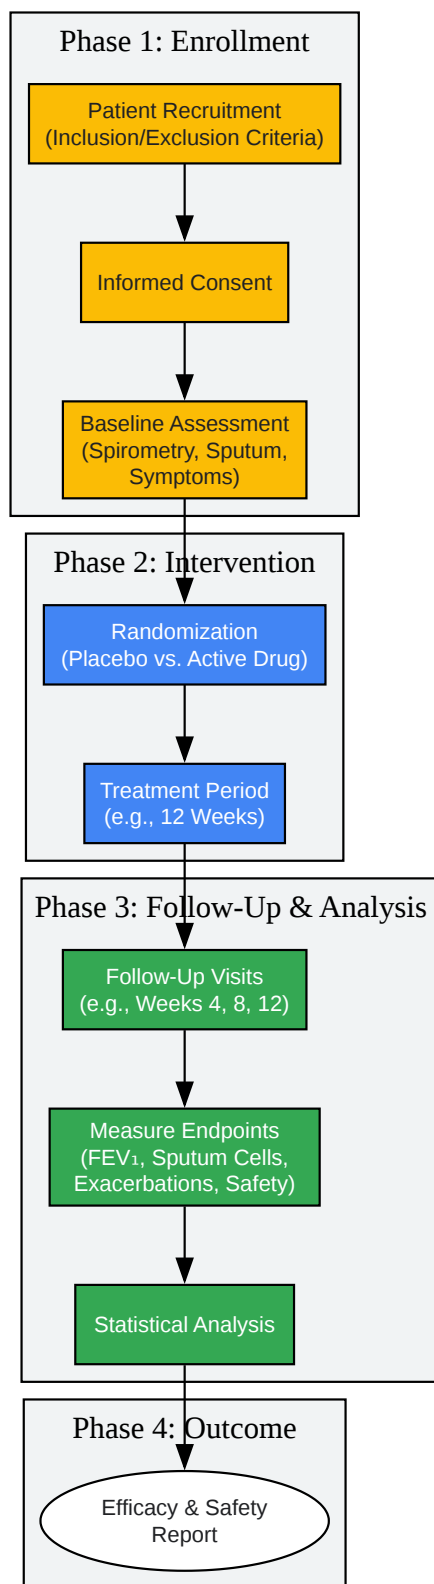 Phase 1: Enrollment
Patient Recruitment
(Inclusion/Exclusion Criteria)
Informed Consent
Baseline Assessment
(Spirometry, Sputum,
Symptoms)
Phase 2: Intervention
Randomization
(Placebo vs. Active Drug)
Treatment Period
(e.g., 12 Weeks)
Phase 3: Follow-Up & Analysis
Follow-Up Visits
(e.g., Weeks 4, 8, 12)
Measure Endpoints
(FEV₁, Sputum Cells,
Exacerbations, Safety)
Statistical Analysis
Phase 4: Outcome
Efficacy & Safety
Report